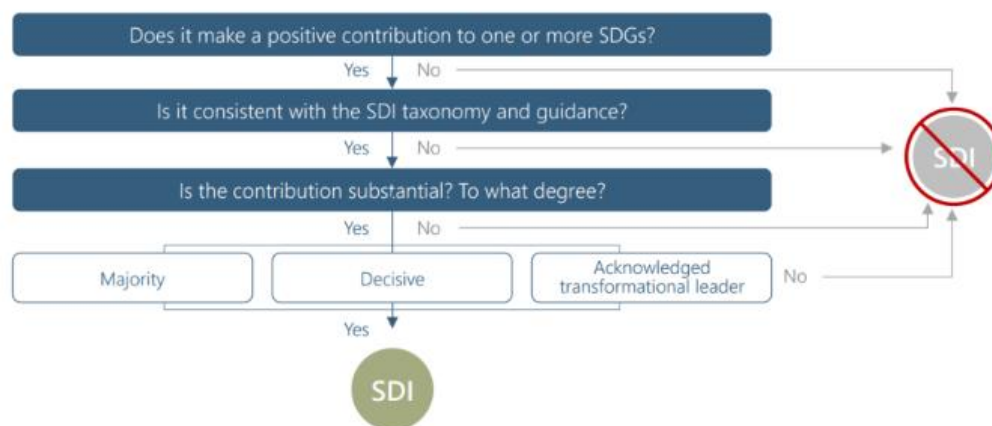 Does it make a positive contribution to one or more SDGs?
Yes No
Is it consistent with the SDI taxonomy and guidance?
SDI
Yes No
Is the contribution substantial? To what degree?
Yes No
Majority
Decisive
Acknowledged
transformational leader
No
Yes
SDI